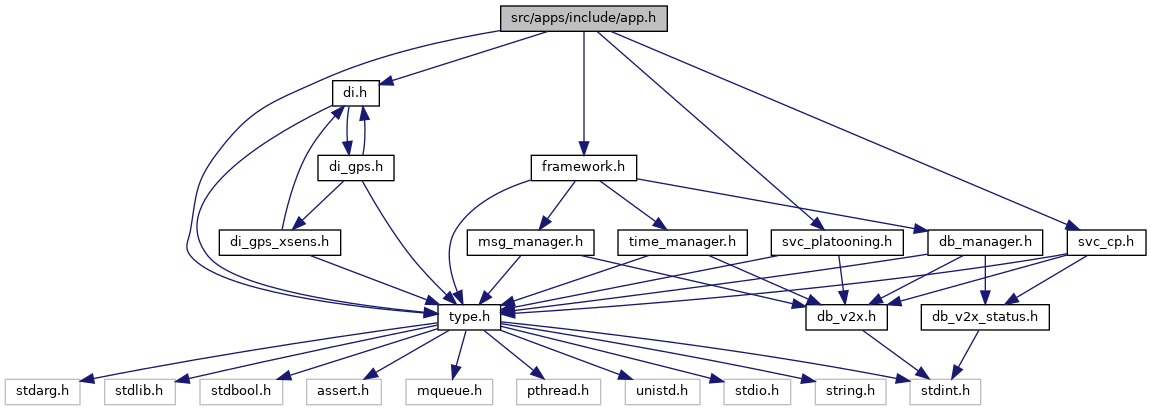 src/apps/include/app.h
di.h
di_gps.h
framework.h
di_gps_xsens.h
msg_manager.h
time_manager.h
svc_platooning.h
db_manager.h
svc_cp.h
type.h
db_v2x.h
db_v2x_status.h
stdarg.h
stdlib.h
stdbool.h
assert.h
mqueue.h
pthread.h
unistd.h
stdio.h
string.h
stdint.h